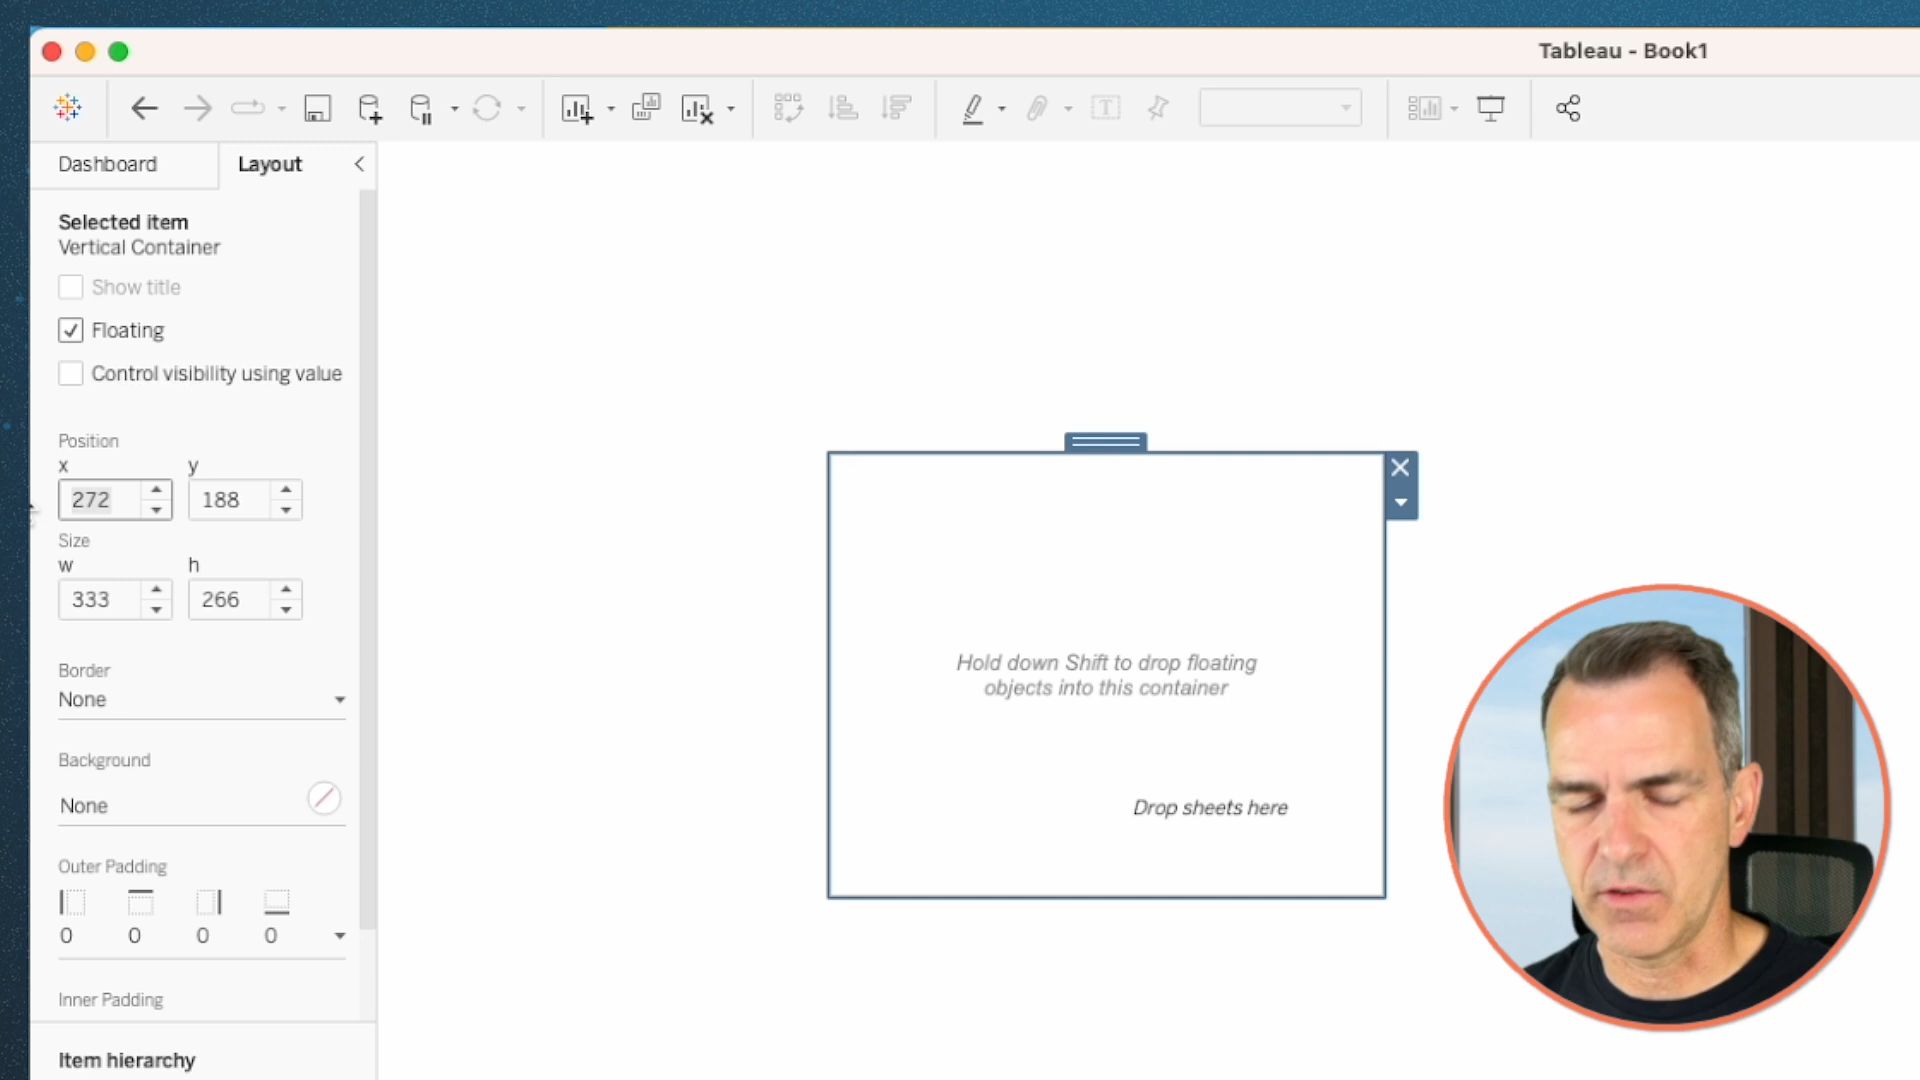 Tableau - Book1
Dashboard
Layout
Selected item
Vertical Container
Show title
Floating
Control visibility using value
Position
x y
272 188
Size
w h
333 266
Border
None
Background
None
Outer Padding
0 0 0 0
Inner Padding
Item hierarchy
Hold down Shift to drop floating
objects into this container
Drop sheets here